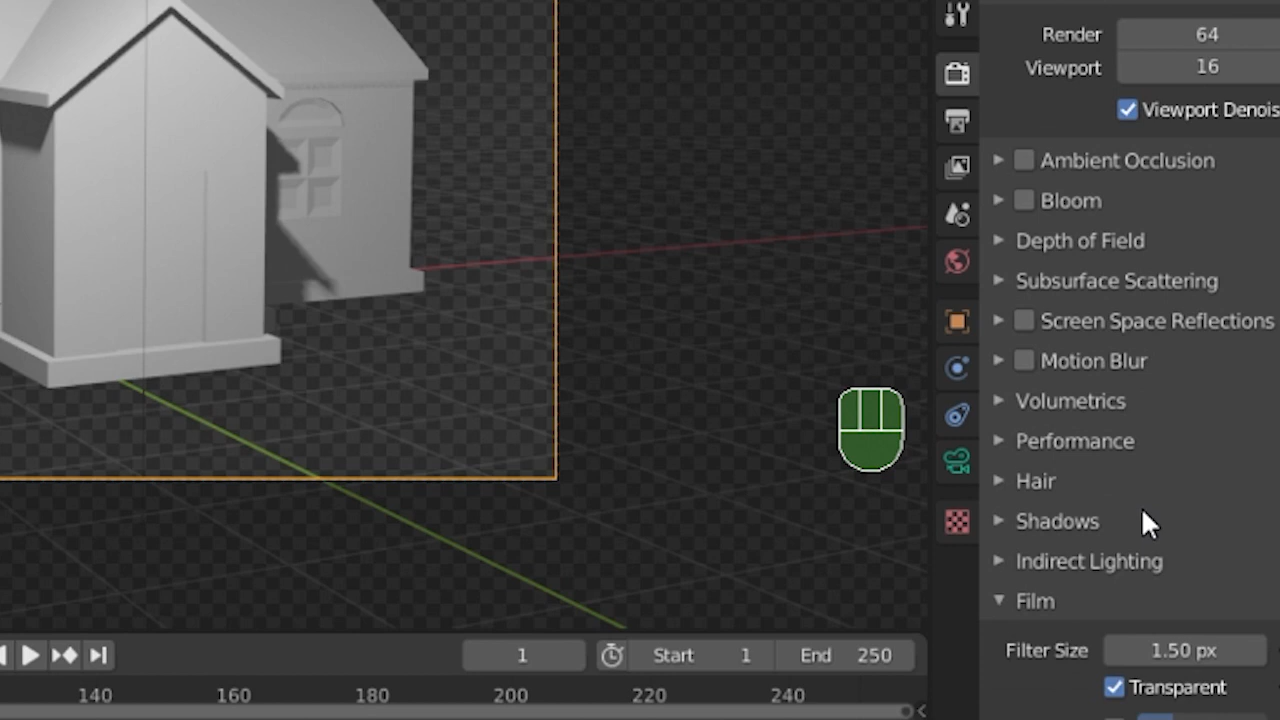 Render 64
Viewport 16
Viewport Denois
Ambient Occlusion
Bloom
Depth of Field
Subsurface Scattering
Screen Space Reflections
Motion Blur
Volumetrics
Performance
Hair
Shadows
Indirect Lighting
Film
Filter Size 1.50 px
Transparent
1 Start 1 End 250
140 160 180 200 220 240